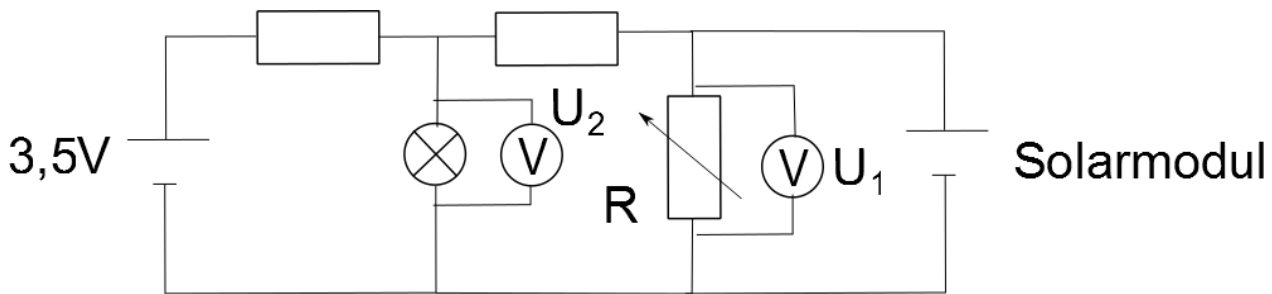 3,5V
V
U₂
R
V
U₁
Solarmodul